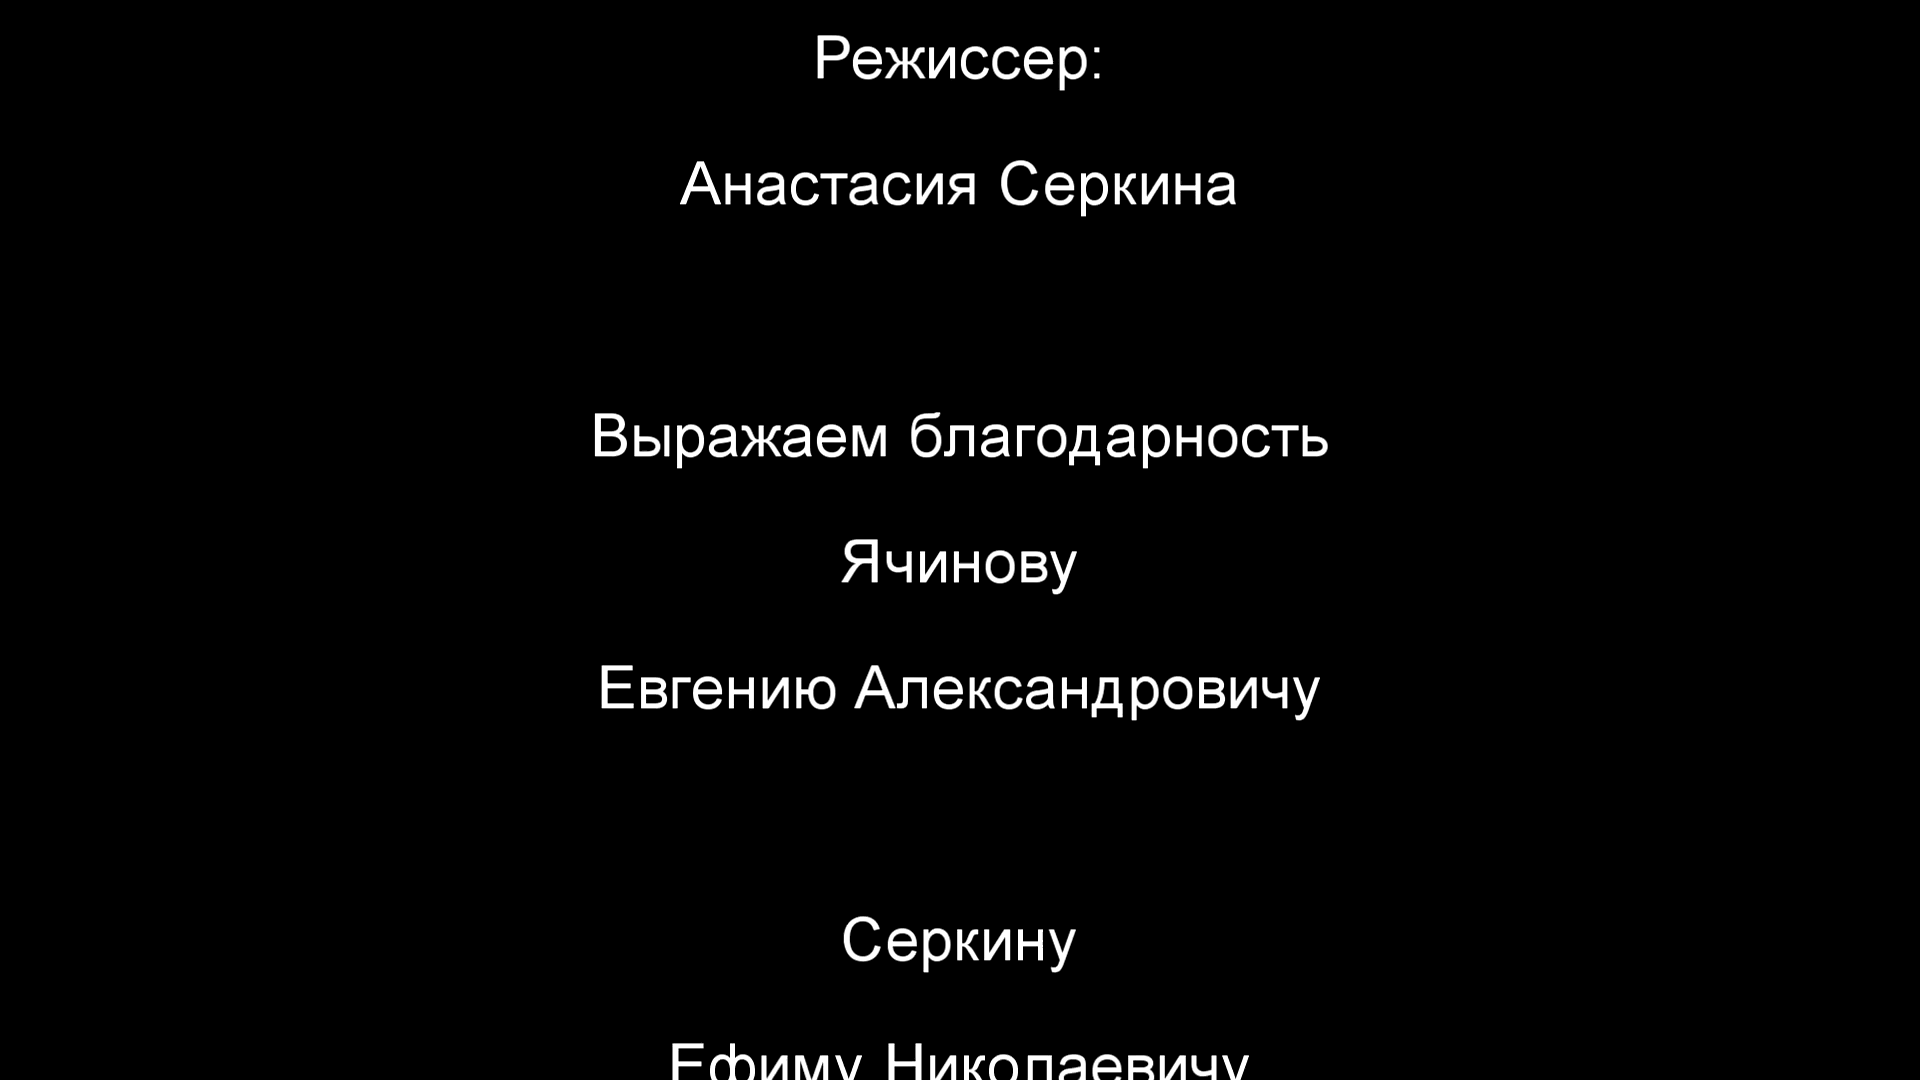 Режиссер:
Анастасия Серкина
Выражаем благодарность
Ячинову
Евгению Александровичу
Серкину
Ефиму Николаевичу